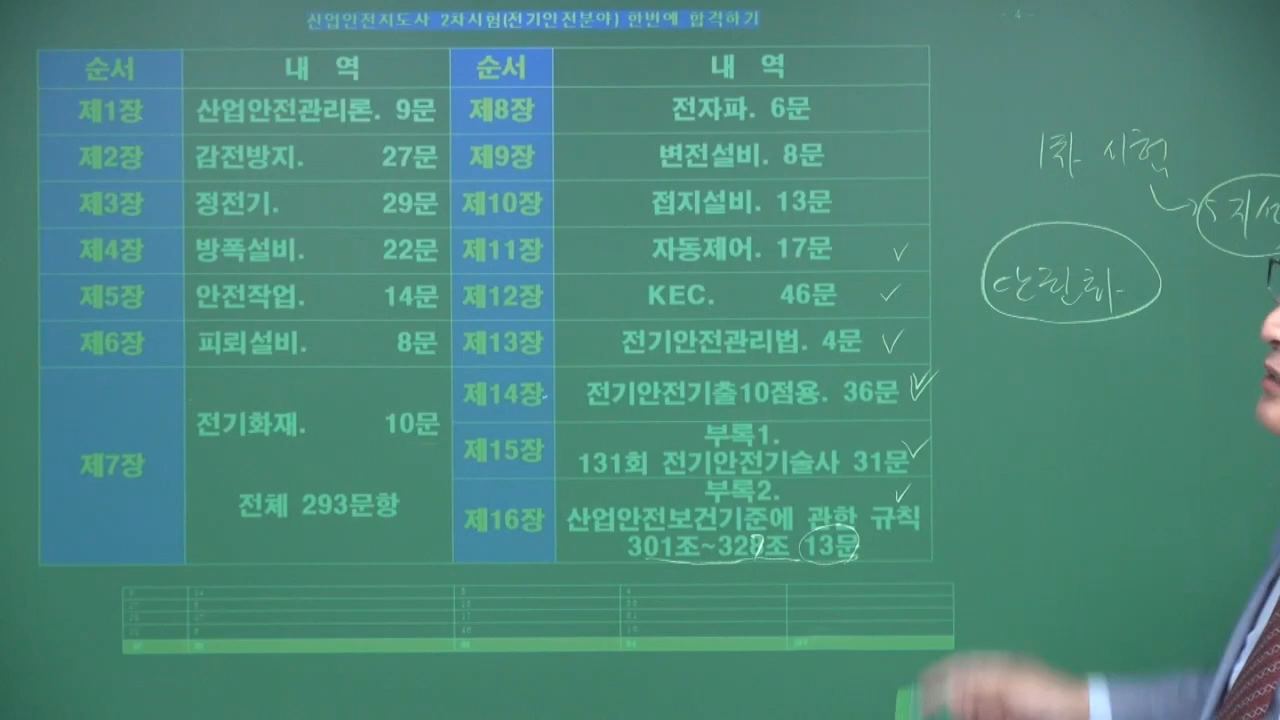 산업안전지도사 2차시험(전기안전분야) 한번에 합격하기
- 4 -
순서 내 역 순서 내 역
제1장 산업안전관리론. 9문 제8장 전자파. 6문
제2장 감전방지. 27문 제9장 변전설비. 8문
제3장 정전기. 29문 제10장 접지설비. 13문
제4장 방폭설비. 22문 제11장 자동제어. 17문
제5장 안전작업. 14문 제12장 KEC. 46문
제6장 피뢰설비. 8문 제13장 전기안전관리법. 4문
제7장 전기화재. 10문
전체 293문항
제14장 전기안전기출10점용. 36문
제15장 부록1.
131회 전기안전기술사 31문
제16장 부록2.
산업안전보건기준에 관한 규칙
301조~328조 13문
1차 시험
단원화